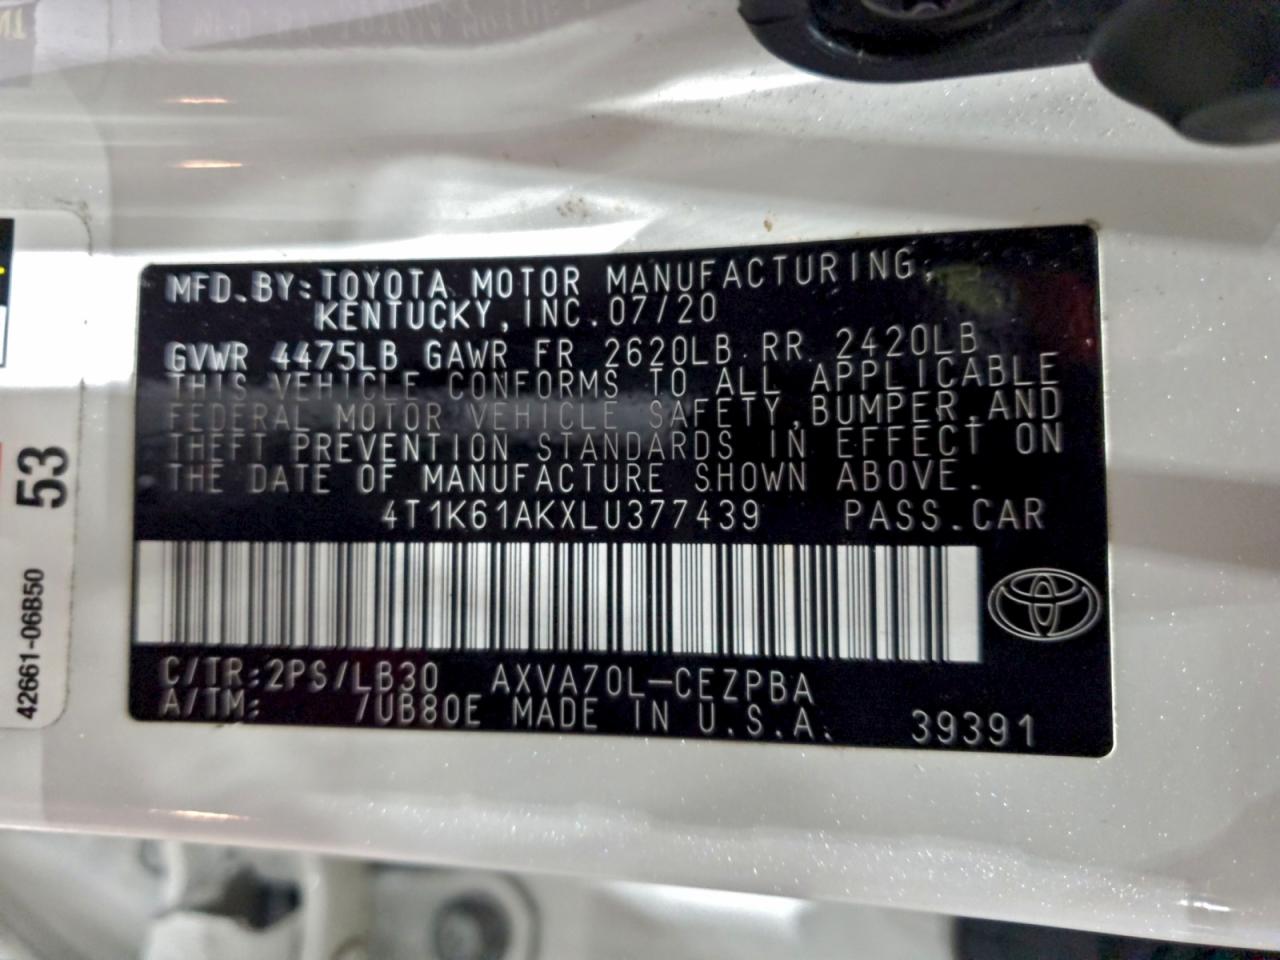 MFD.BY:TOYOTA MOTOR MANUFACTURING,
KENTUCKY, INC. 07/20
GVWR 4475LB GAWR FR 2620LB RR 2420LB
THIS VEHICLE CONFORMS TO ALL APPLICABLE
FEDERAL MOTOR VEHICLE SAFETY, BUMPER, AND
THEFT PREVENTION STANDARDS IN EFFECT ON
THE DATE OF MANUFACTURE SHOWN ABOVE.
4T1K61AKXLU377439 PASS.CAR
C/TR:2PS/LB30 AXVA70L-CEZPBA
A/TM: /UB80E MADE IN U.S.A. 39391
53
42661-06B50